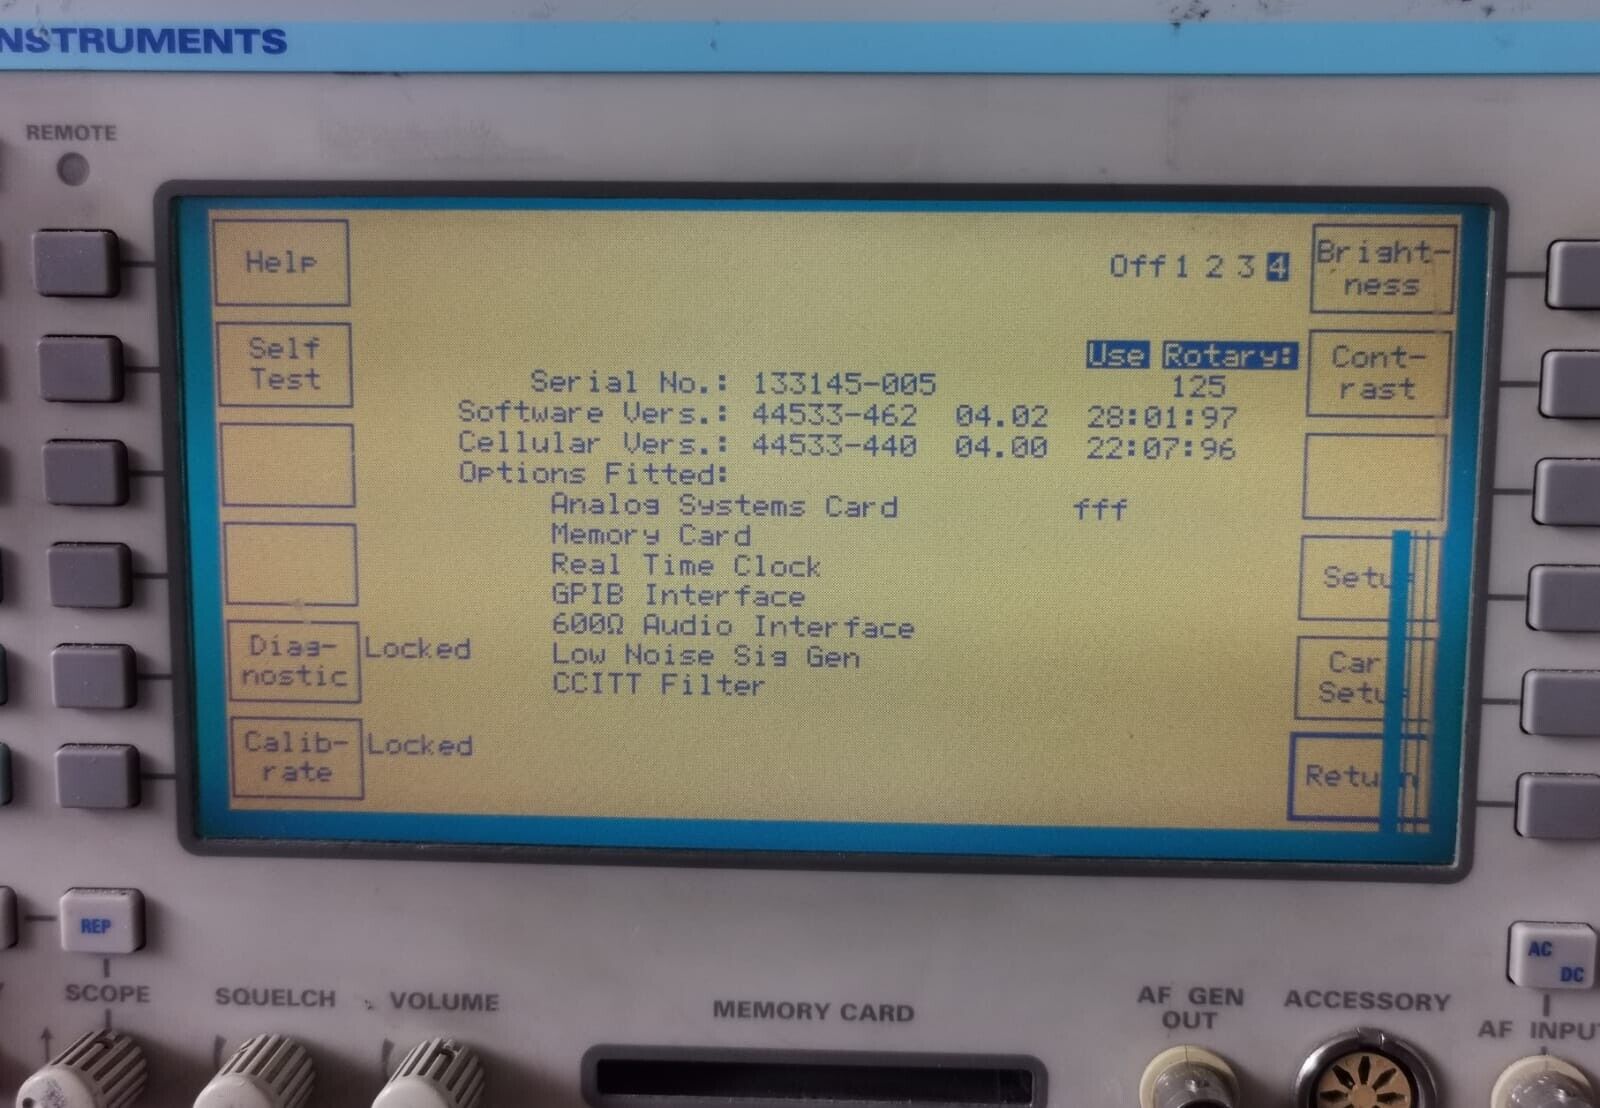 NSTRUMENTS
REMOTE
Help
Off 1 2 3 4
Bright-
ness
Self
Test
Use Rotary:
125
Cont-
rast
Serial No.: 133145-005
Software Vers.: 44533-462 04.02 28:01:97
Cellular Vers.: 44533-440 04.00 22:07:96
Options Fitted:
Analog Systems Card fff
Memory Card
Real Time Clock
GPIB Interface
600Ω Audio Interface
Low Noise Sig Gen
CCITT Filter
Setu
Diag-
nostic
Locked
Car
Setu
Calib-
rate
Locked
Return
REP
SCOPE
SQUELCH
VOLUME
MEMORY CARD
AF GEN
OUT
ACCESSORY
AC
DC
AF INPUT